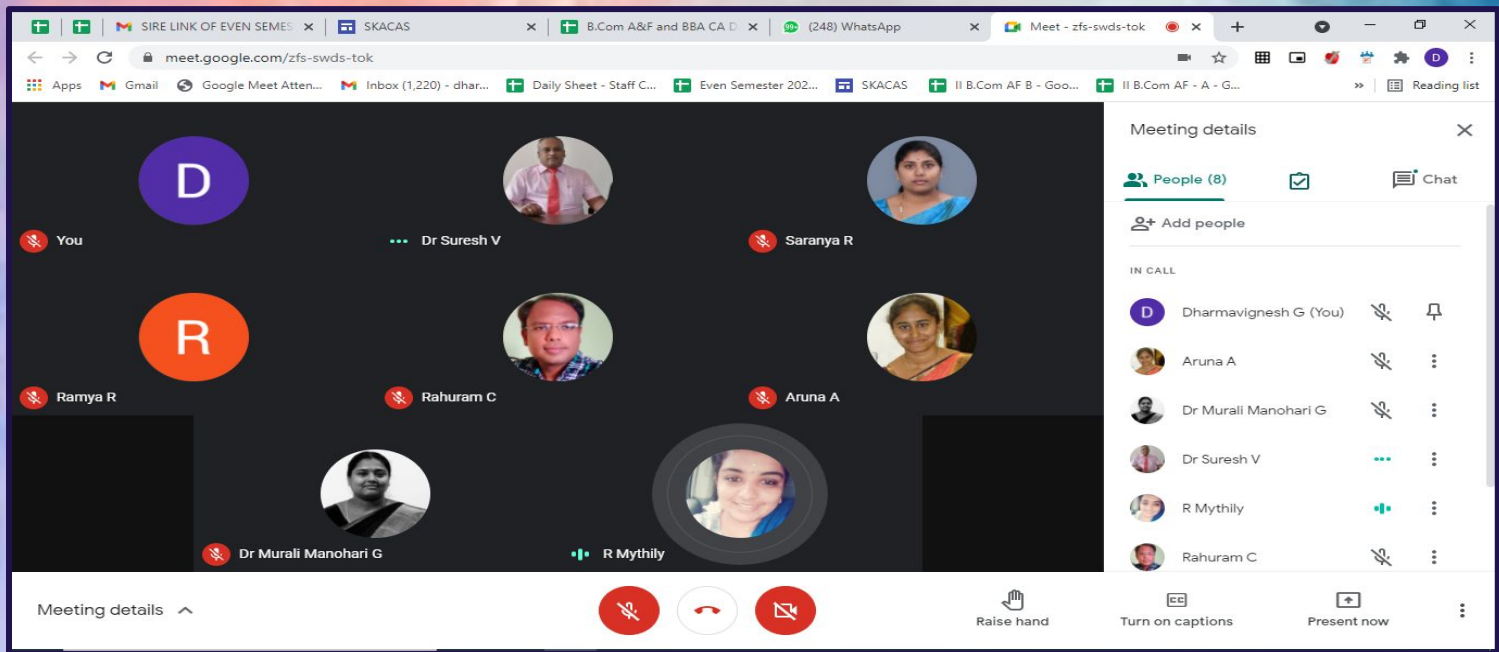 SIRE LINK OF EVEN SEMES
SKACAS
B.Com A&F and BBA CA D
99+
(248) WhatsApp
Meet - zfs-swds-tok
meet.google.com/zfs-swds-tok
D
Apps
Gmail
Google Meet Atten...
Inbox (1,220) - dhar...
Daily Sheet - Staff C...
Even Semester 202...
SKACAS
II B.Com AF B - Goo...
II B.Com AF - A - G...
»
Reading list
D
You
Dr Suresh V
Saranya R
R
Ramya R
Rahuram C
Aruna A
Dr Murali Manohari G
R Mythily
Meeting details
People (8)
Chat
Add people
IN CALL
D
Dharmavignesh G (You)
Aruna A
Dr Murali Manohari G
Dr Suresh V
R Mythily
Rahuram C
Meeting details
Raise hand
CC
Turn on captions
Present now